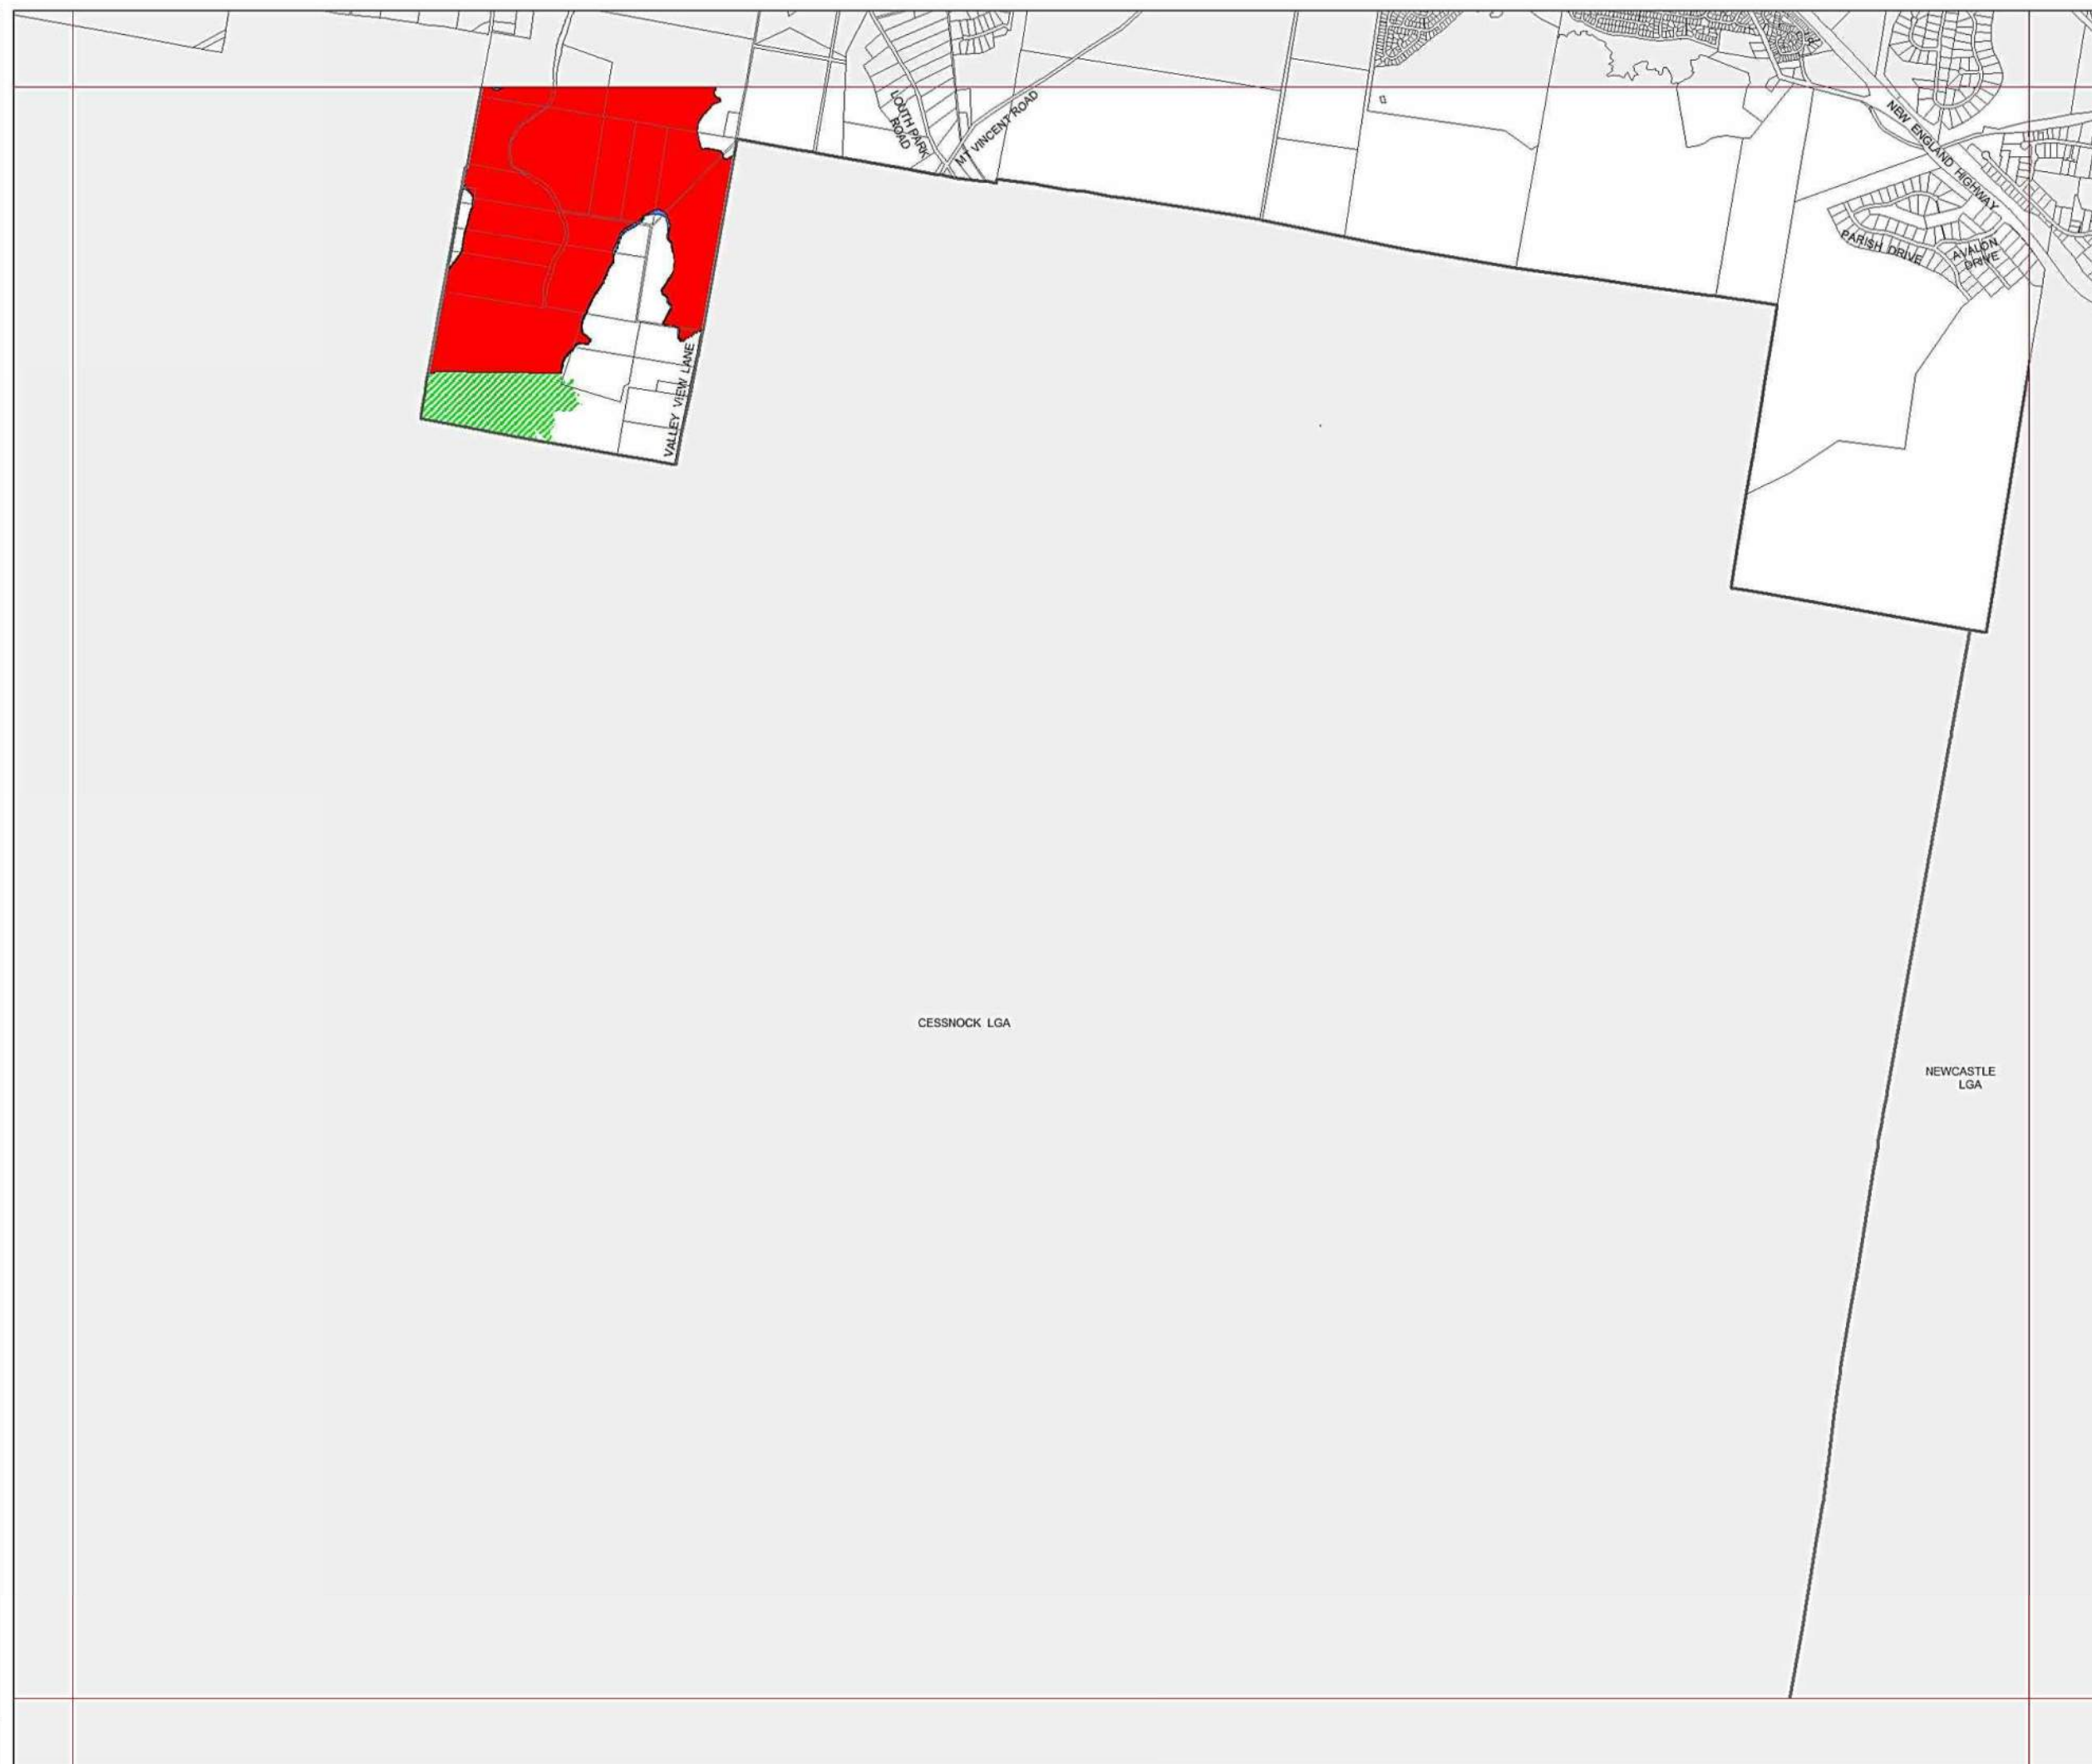 LOUTH PARK
ROAD
MT VINCENT ROAD
NEW ENGLAND HIGHWAY
PARISH DRIVE
AVALON
DRIVE
VALLEY VIEW LANE
CESSNOCK LGA
NEWCASTLE
LGA